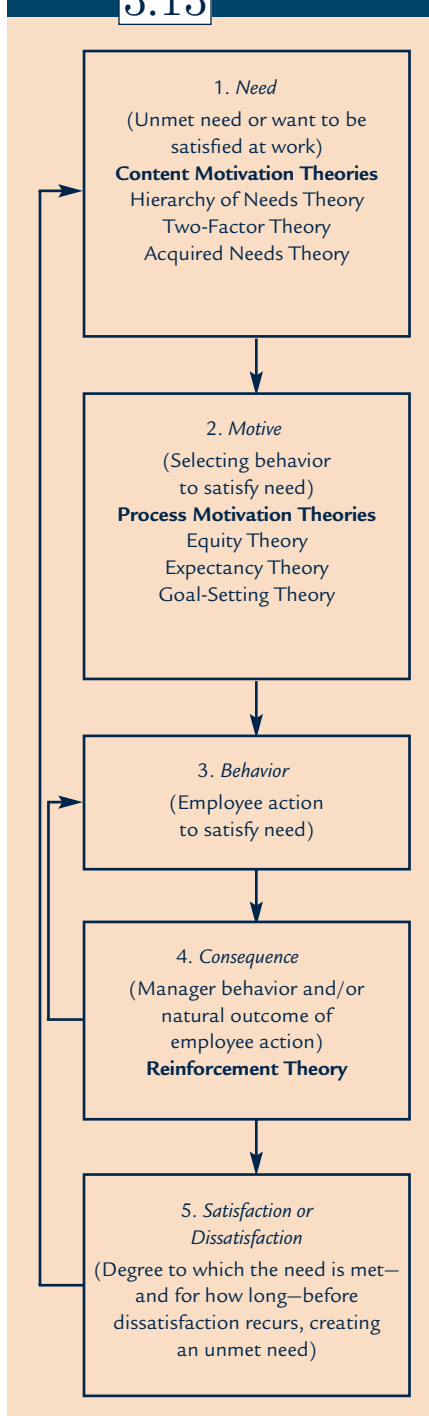 3.13
1. Need
(Unmet need or want to be
satisfied at work)
Content Motivation Theories
Hierarchy of Needs Theory
Two-Factor Theory
Acquired Needs Theory
2. Motive
(Selecting behavior
to satisfy need)
Process Motivation Theories
Equity Theory
Expectancy Theory
Goal-Setting Theory
3. Behavior
(Employee action
to satisfy need)
4. Consequence
(Manager behavior and/or
natural outcome of
employee action)
Reinforcement Theory
5. Satisfaction or
Dissatisfaction
(Degree to which the need is met—
and for how long—before
dissatisfaction recurs, creating
an unmet need)